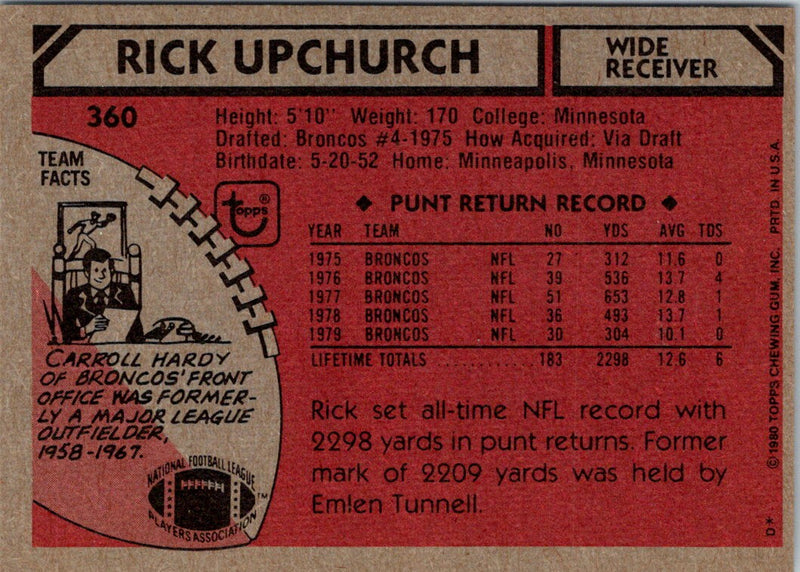 RICK UPCHURCH
WIDE
RECEIVER
360
Height: 5'10" Weight: 170 College: Minnesota
Drafted: Broncos #4-1975 How Acquired: Via Draft
Birthdate: 5-20-52 Home: Minneapolis, Minnesota
TEAM
FACTS
topps®
◆ PUNT RETURN RECORD ◆
YEAR TEAM NO YDS AVG TDS
1975 BRONCOS NFL 27 312 11.6 0
1976 BRONCOS NFL 39 536 13.7 4
1977 BRONCOS NFL 51 653 12.8 1
1978 BRONCOS NFL 36 493 13.7 1
1979 BRONCOS NFL 30 304 10.1 0
LIFETIME TOTALS ............ 183 2298 12.6 6
CARROLL HARDY
OF BRONCOS' FRONT
OFFICE WAS FORMER-
LY A MAJOR LEAGUE
OUTFIELDER,
1958-1967.
NATIONAL FOOTBALL LEAGUE
PLAYERS ASSOCIATION™
Rick set all-time NFL record with
2298 yards in punt returns. Former
mark of 2209 yards was held by
Emlen Tunnell.
©1980 TOPPS CHEWING GUM, INC. PRTD. IN U.S.A.
D*